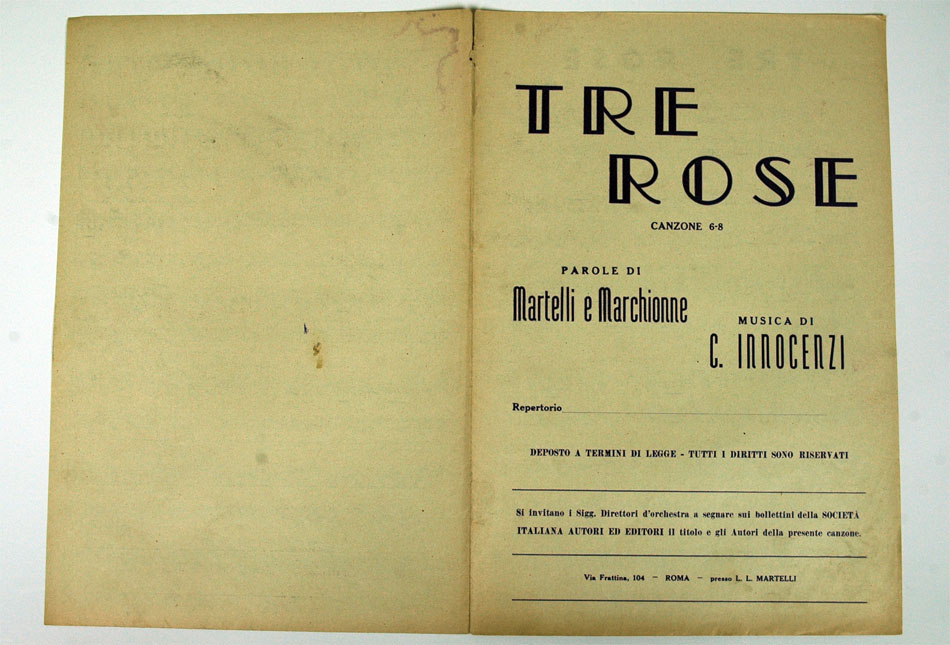 TRE
ROSE
CANZONE 6-8
PAROLE DI
Martelli e Marchionne
MUSICA DI
C. INNOCENZI
Repertorio
DEPOSTO A TERMINI DI LEGGE - TUTTI I DIRITTI SONO RISERVATI
Si invitano i Sigg. Direttori d'orchestra a segnare sui bollettini della SOCIETÀ
ITALIANA AUTORI ED EDITORI il titolo e gli Autori della presente canzone.
Via Frattina, 104 - ROMA - presso L. L. MARTELLI